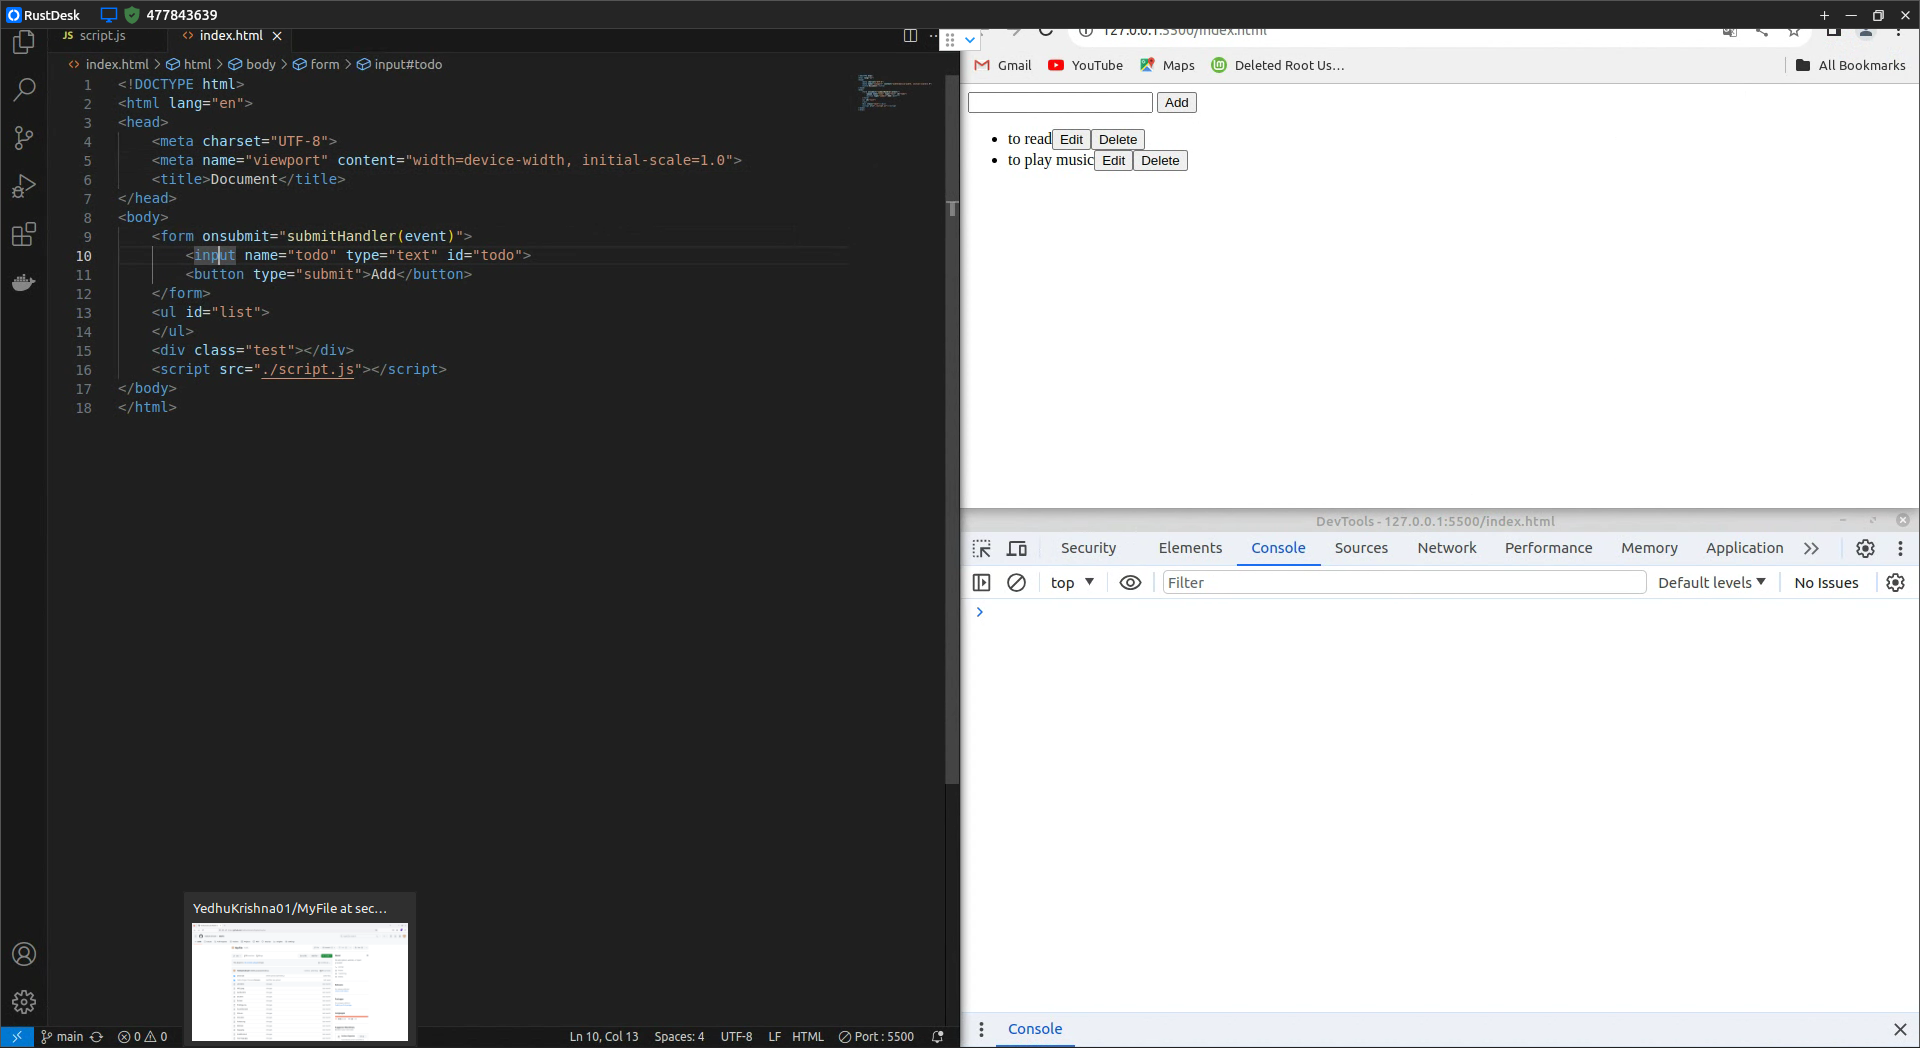 RustDesk 477843639
JS script.js <> index.html
127.0.0.1:5500/index.html
<> index.html > html > body > form > input#todo
Gmail YouTube Maps Deleted Root Us... All Bookmarks
1 <!DOCTYPE html>
2 <html lang="en">
3 <head>
4 <meta charset="UTF-8">
5 <meta name="viewport" content="width=device-width, initial-scale=1.0">
6 <title>Document</title>
7 </head>
8 <body>
9 <form onsubmit="submitHandler(event)">
10 <input name="todo" type="text" id="todo">
11 <button type="submit">Add</button>
12 </form>
13 <ul id="list">
14 </ul>
15 <div class="test"></div>
16 <script src="./script.js"></script>
17 </body>
18 </html>
Add
to read Edit Delete
to play music Edit Delete
DevTools - 127.0.0.1:5500/index.html
Security Elements Console Sources Network Performance Memory Application
top Filter Default levels No Issues
Console
YedhuKrishna01/MyFile at sec...
main 0 0 Ln 10, Col 13 Spaces: 4 UTF-8 LF HTML Port : 5500